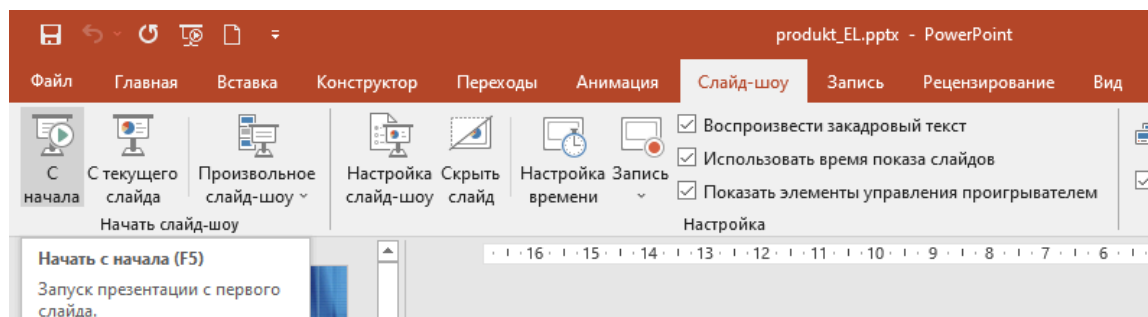 produkt_EL.pptx - PowerPoint
Файл Главная Вставка Конструктор Переходы Анимация Слайд-шоу Запись Рецензирование Вид
С начала
С текущего слайда
Произвольное слайд-шоу
Настройка слайд-шоу
Скрыть слайд
Настройка времени
Запись
Воспроизвести закадровый текст
Использовать время показа слайдов
Показать элементы управления проигрывателем
Начать слайд-шоу
Настройка
Начать с начала (F5)
Запуск презентации с первого
слайда.
16 15 14 13 12 11 10 9 8 7 6